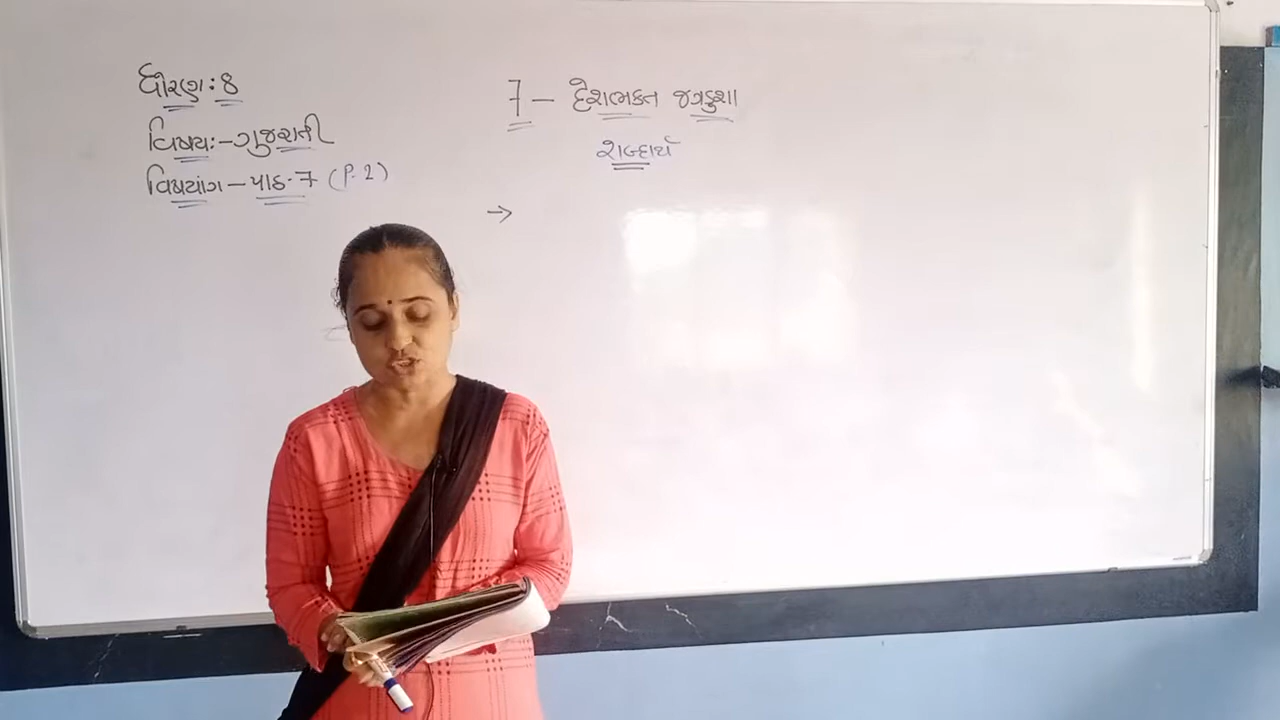 ધોરણ: 8
વિષય:- ગુજરાતી
વિષયાંગ - પાઠ-7 (P-2)
7 - દેશભક્ત જગડુશા
શબ્દાર્થ
→